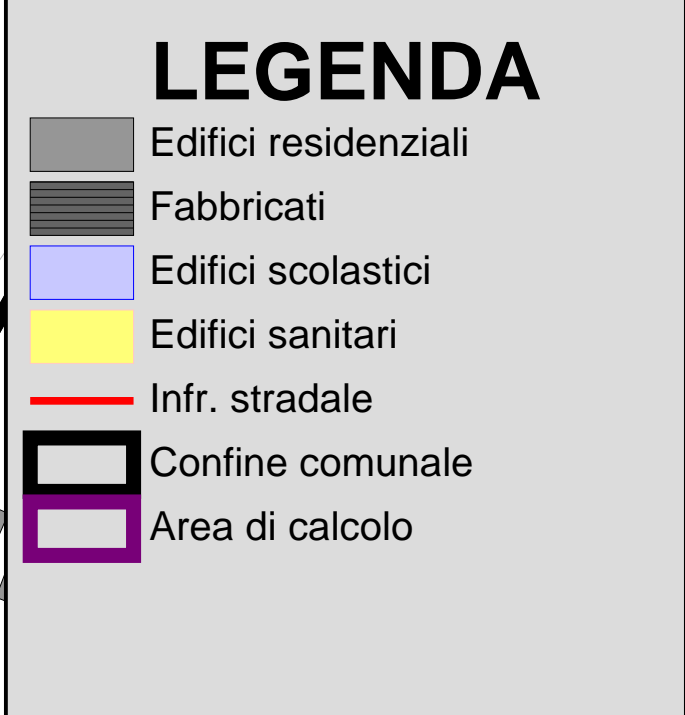 LEGENDA
Edifici residenziali
Fabbricati
Edifici scolastici
Edifici sanitari
Infr. stradale
Confine comunale
Area di calcolo